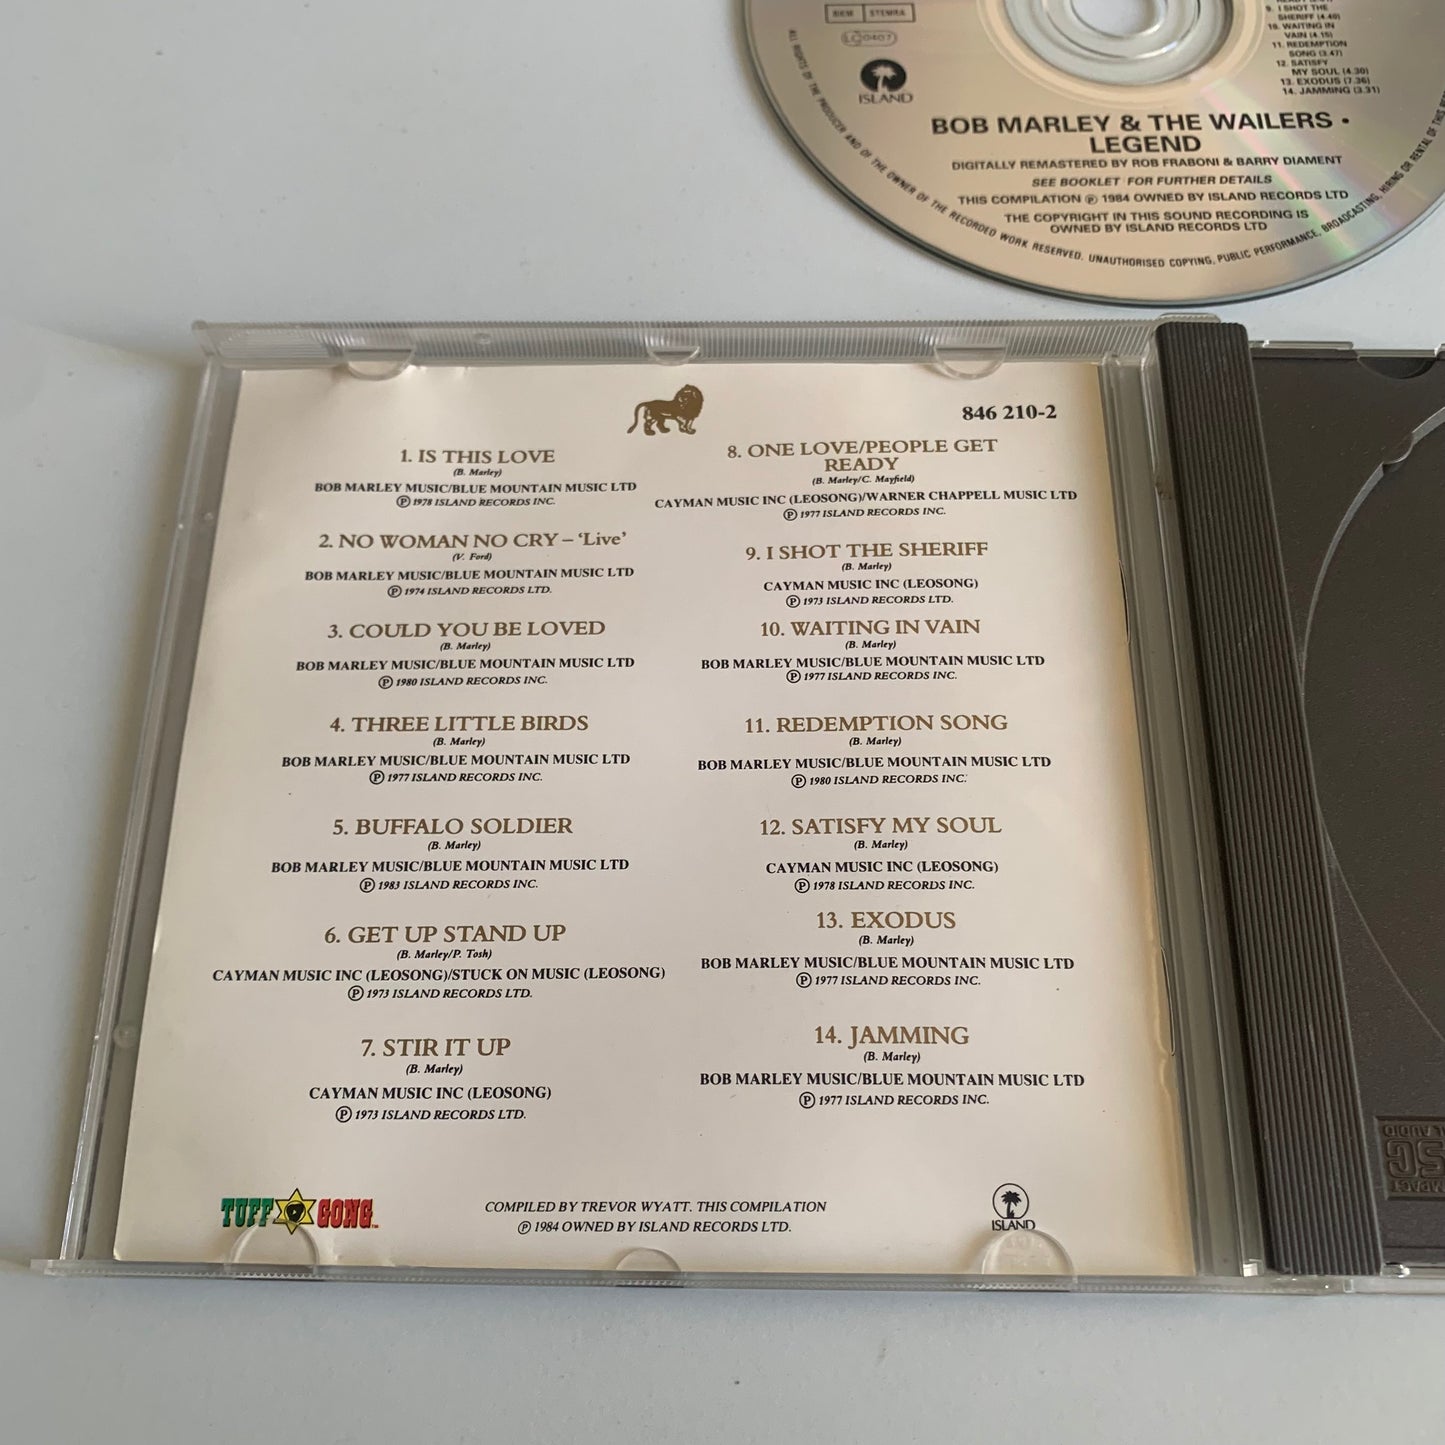 BIEM STEMRA
LC 0407
ISLAND
9. I SHOT THE
SHERIFF (4.40)
10. WAITING IN
VAIN (4.15)
11. REDEMPTION
SONG (3.47)
12. SATISFY
MY SOUL (4.30)
13. EXODUS (7.36)
14. JAMMING (3.31)
BOB MARLEY & THE WAILERS •
LEGEND
DIGITALLY REMASTERED BY ROB FRABONI & BARRY DIAMENT
SEE BOOKLET FOR FURTHER DETAILS
THIS COMPILATION ℗ 1984 OWNED BY ISLAND RECORDS LTD
THE COPYRIGHT IN THIS SOUND RECORDING IS
OWNED BY ISLAND RECORDS LTD
ALL RIGHTS OF THE PRODUCER AND OF THE OWNER OF THE RECORDED WORK RESERVED. UNAUTHORISED COPYING, PUBLIC PERFORMANCE, BROADCASTING, HIRING OR RENTAL OF THIS
846 210-2
1. IS THIS LOVE
(B. Marley)
BOB MARLEY MUSIC/BLUE MOUNTAIN MUSIC LTD
℗ 1978 ISLAND RECORDS INC.
2. NO WOMAN NO CRY – ‘Live’
(V. Ford)
BOB MARLEY MUSIC/BLUE MOUNTAIN MUSIC LTD
℗ 1974 ISLAND RECORDS LTD.
3. COULD YOU BE LOVED
(B. Marley)
BOB MARLEY MUSIC/BLUE MOUNTAIN MUSIC LTD
℗ 1980 ISLAND RECORDS INC.
4. THREE LITTLE BIRDS
(B. Marley)
BOB MARLEY MUSIC/BLUE MOUNTAIN MUSIC LTD
℗ 1977 ISLAND RECORDS INC.
5. BUFFALO SOLDIER
(B. Marley)
BOB MARLEY MUSIC/BLUE MOUNTAIN MUSIC LTD
℗ 1983 ISLAND RECORDS INC.
6. GET UP STAND UP
(B. Marley/P. Tosh)
CAYMAN MUSIC INC (LEOSONG)/STUCK ON MUSIC (LEOSONG)
℗ 1973 ISLAND RECORDS LTD.
7. STIR IT UP
(B. Marley)
CAYMAN MUSIC INC (LEOSONG)
℗ 1973 ISLAND RECORDS LTD.
8. ONE LOVE/PEOPLE GET
READY
(B. Marley/C. Mayfield)
CAYMAN MUSIC INC (LEOSONG)/WARNER CHAPPELL MUSIC LTD
℗ 1977 ISLAND RECORDS INC.
9. I SHOT THE SHERIFF
(B. Marley)
CAYMAN MUSIC INC (LEOSONG)
℗ 1973 ISLAND RECORDS LTD.
10. WAITING IN VAIN
(B. Marley)
BOB MARLEY MUSIC/BLUE MOUNTAIN MUSIC LTD
℗ 1977 ISLAND RECORDS INC.
11. REDEMPTION SONG
(B. Marley)
BOB MARLEY MUSIC/BLUE MOUNTAIN MUSIC LTD
℗ 1980 ISLAND RECORDS INC.
12. SATISFY MY SOUL
(B. Marley)
CAYMAN MUSIC INC (LEOSONG)
℗ 1978 ISLAND RECORDS INC.
13. EXODUS
(B. Marley)
BOB MARLEY MUSIC/BLUE MOUNTAIN MUSIC LTD
℗ 1977 ISLAND RECORDS INC.
14. JAMMING
(B. Marley)
BOB MARLEY MUSIC/BLUE MOUNTAIN MUSIC LTD
℗ 1977 ISLAND RECORDS INC.
TUFF GONG™
COMPILED BY TREVOR WYATT. THIS COMPILATION
℗ 1984 OWNED BY ISLAND RECORDS LTD.
ISLAND